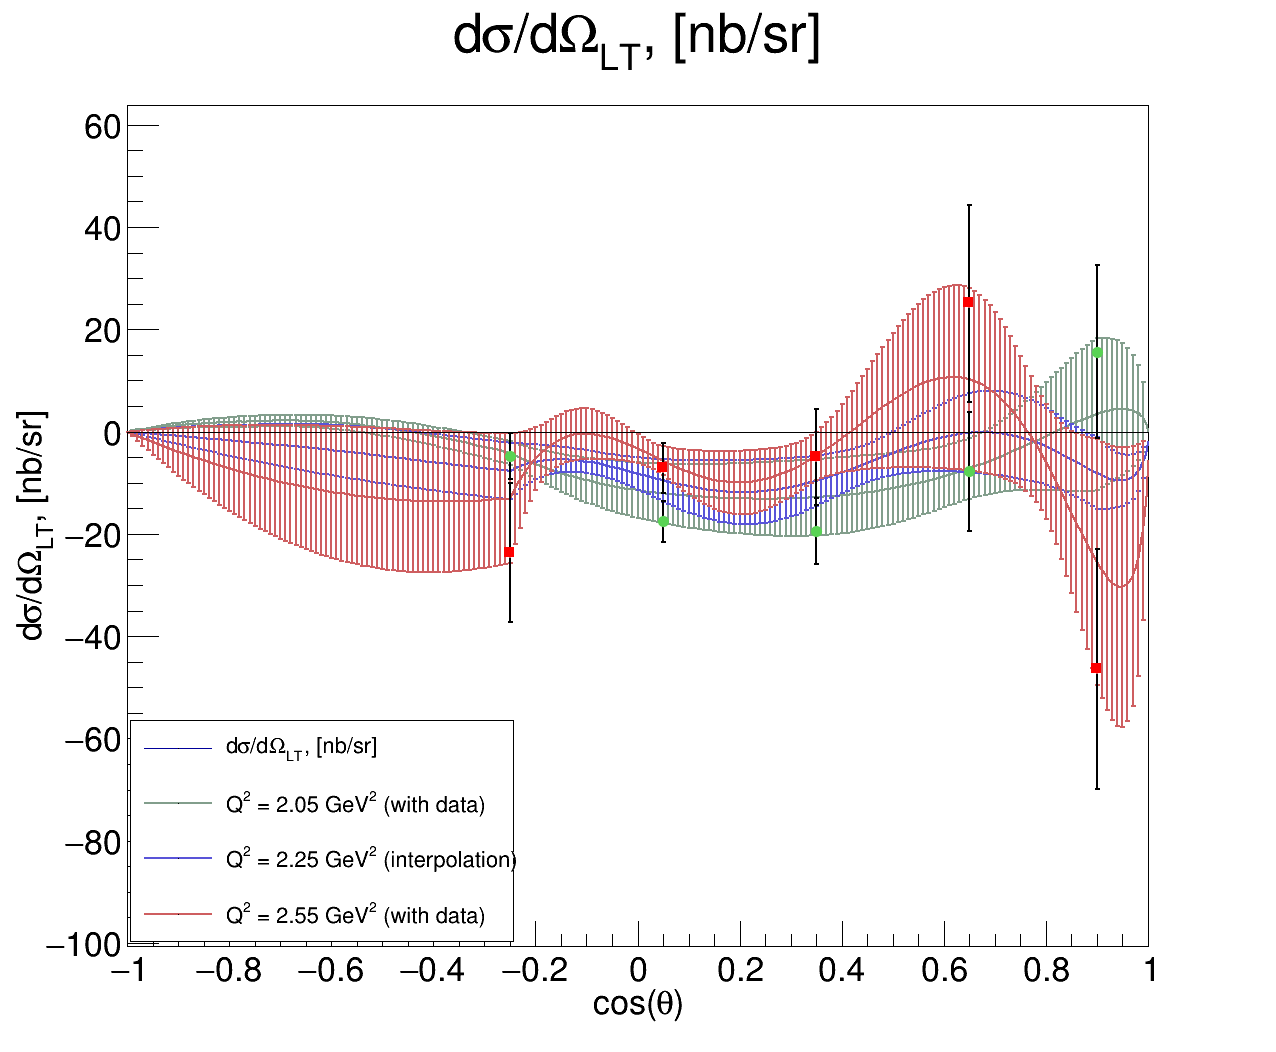 dσ/dΩ_LT, [nb/sr]
dσ/dΩ_LT, [nb/sr]
60
40
20
0
−20
−40
−60
−80
−100
dσ/dΩ_LT, [nb/sr]
Q² = 2.05 GeV² (with data)
Q² = 2.25 GeV² (interpolation)
Q² = 2.55 GeV² (with data)
−1 −0.8 −0.6 −0.4 −0.2 0 0.2 0.4 0.6 0.8 1
cos(θ)